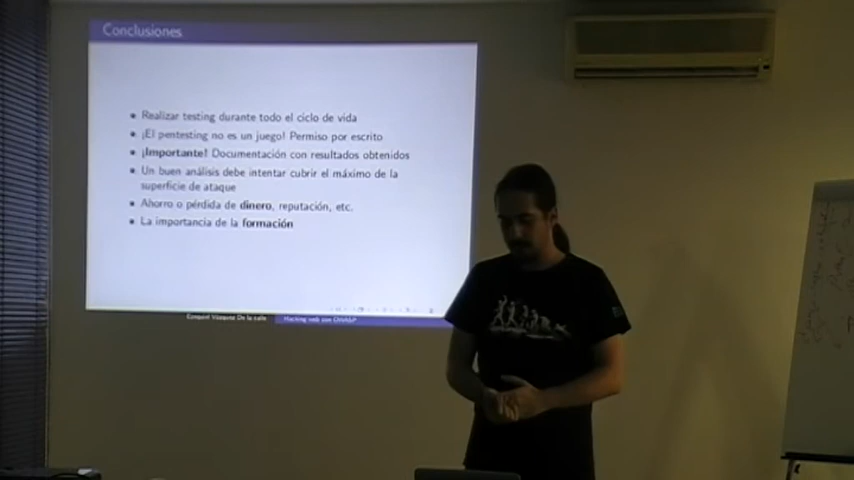 Conclusiones
Realizar testing durante todo el ciclo de vida
¡El pentesting no es un juego! Permiso por escrito
¡Importante! Documentación con resultados obtenidos
Un buen análisis debe intentar cubrir el máximo de la
superficie de ataque
Ahorro o pérdida de dinero, reputación, etc.
La importancia de la formación
Ezequiel Vázquez De la calle
Hacking web con OWASP